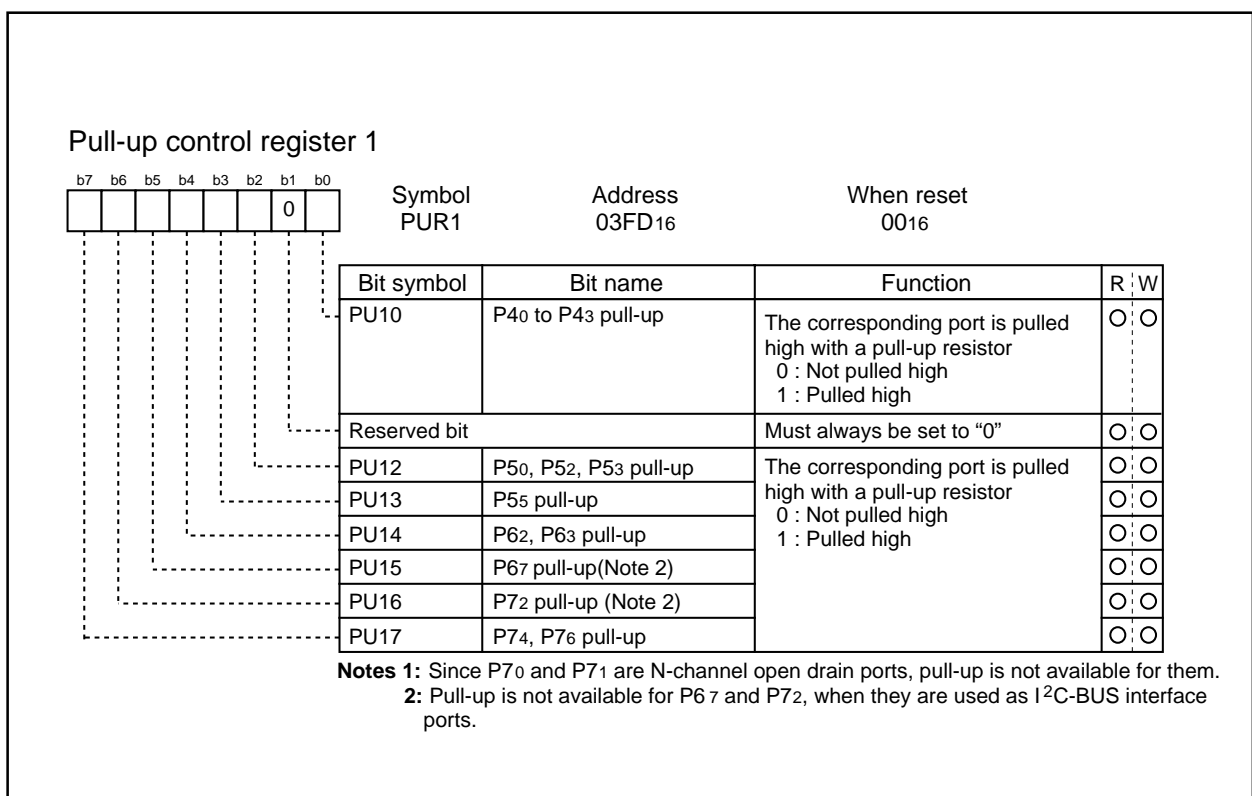 Pull-up control register 1
b7 b6 b5 b4 b3 b2 b1 b0
0
Symbol Address When reset
PUR1 03FD16 0016
Bit symbol Bit name Function R W
PU10 P40 to P43 pull-up The corresponding port is pulled
high with a pull-up resistor
0 : Not pulled high
1 : Pulled high
Reserved bit Must always be set to “0”
PU12 P50, P52, P53 pull-up The corresponding port is pulled
PU13 P55 pull-up high with a pull-up resistor
0 : Not pulled high
PU14 P62, P63 pull-up 1 : Pulled high
PU15 P67 pull-up(Note 2)
PU16 P72 pull-up (Note 2)
PU17 P74, P76 pull-up
Notes 1: Since P70 and P71 are N-channel open drain ports, pull-up is not available for them.
2: Pull-up is not available for P67 and P72, when they are used as I2C-BUS interface
ports.